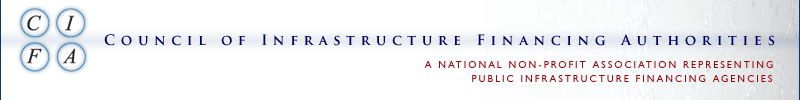 C I
F A
COUNCIL OF INFRASTRUCTURE FINANCING AUTHORITIES
A NATIONAL NON-PROFIT ASSOCIATION REPRESENTING
PUBLIC INFRASTRUCTURE FINANCING AGENCIES